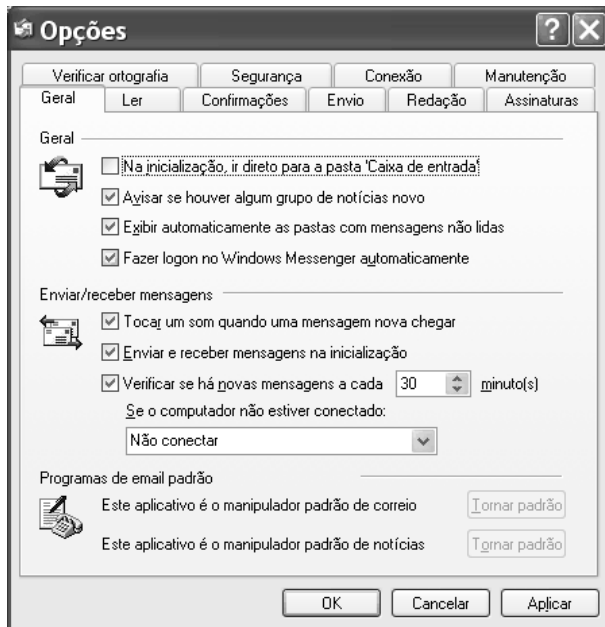 Opções
Verificar ortografia Segurança Conexão Manutenção
Geral Ler Confirmações Envio Redação Assinaturas
Geral
Na inicialização, ir direto para a pasta 'Caixa de entrada'
Avisar se houver algum grupo de notícias novo
Exibir automaticamente as pastas com mensagens não lidas
Fazer logon no Windows Messenger automaticamente
Enviar/receber mensagens
Tocar um som quando uma mensagem nova chegar
Enviar e receber mensagens na inicialização
Verificar se há novas mensagens a cada 30 minuto(s)
Se o computador não estiver conectado:
Não conectar
Programas de email padrão
Este aplicativo é o manipulador padrão de correio Tornar padrão
Este aplicativo é o manipulador padrão de notícias Tornar padrão
OK Cancelar Aplicar